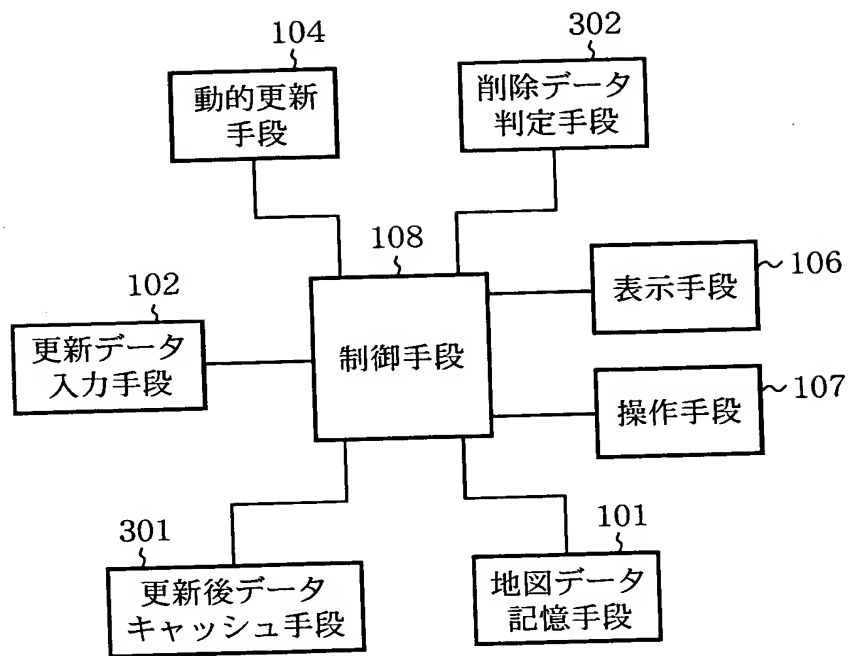 104
動的更新
手段
302
削除データ
判定手段
108
制御手段
106
表示手段
102
更新データ
入力手段
107
操作手段
301
更新後データ
キャッシュ手段
101
地図データ
記憶手段